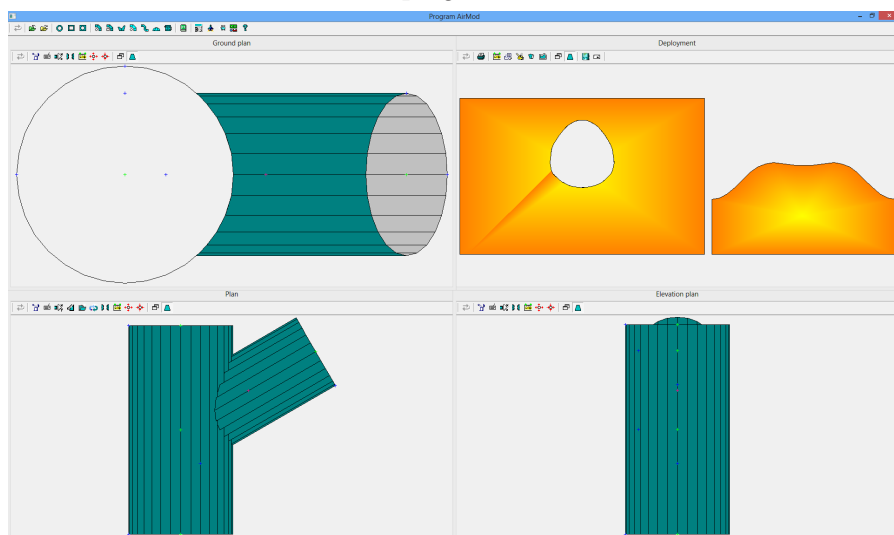 Program AirMod
Ground plan
Deployment
Plan
Elevation plan